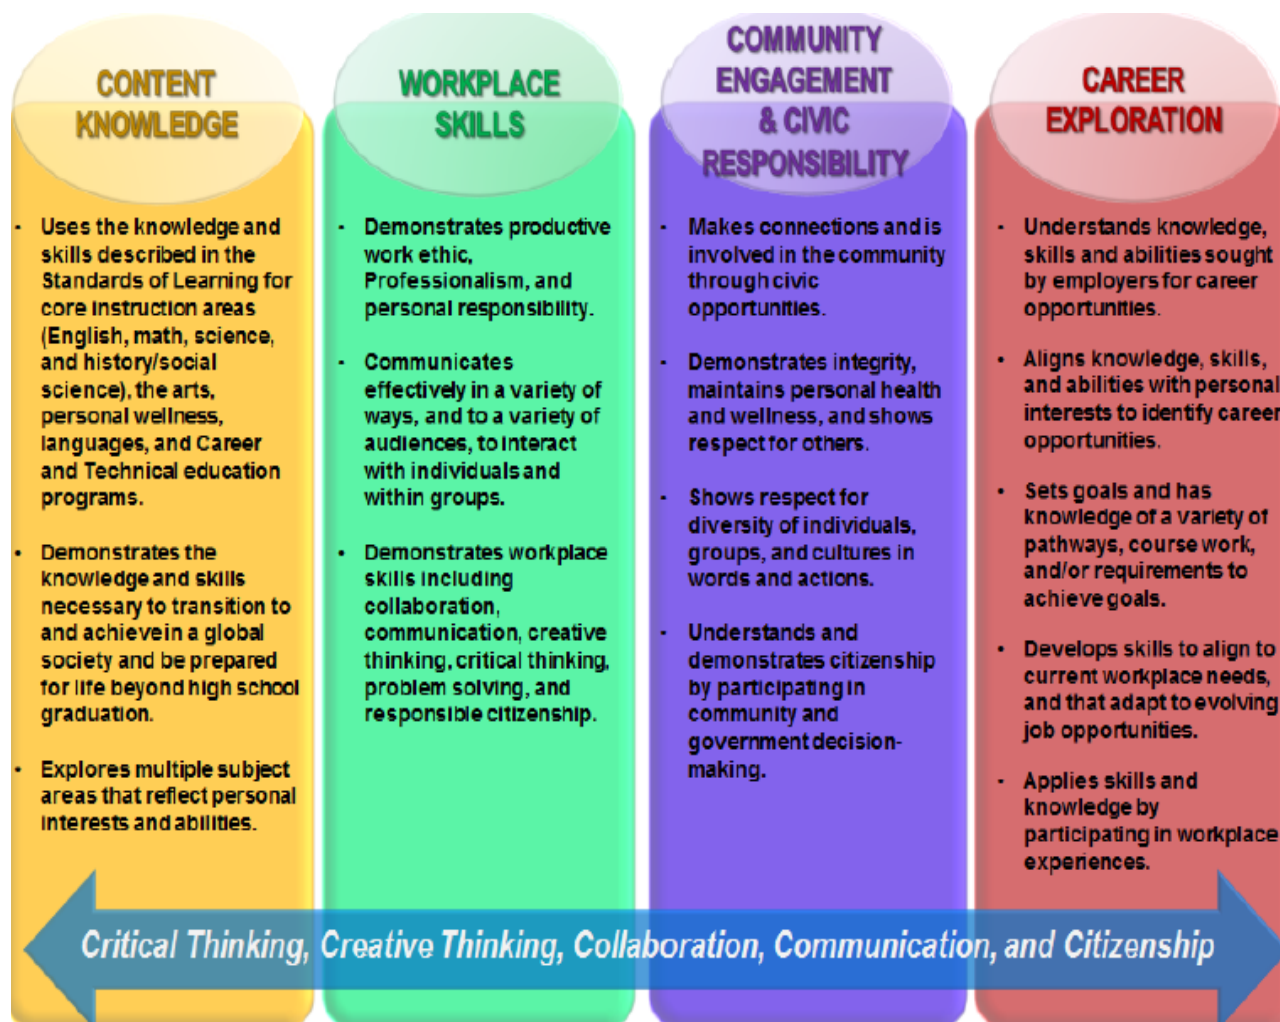 CONTENT
KNOWLEDGE
- Uses the knowledge and
skills described in the
Standards of Learning for
core instruction areas
(English, math, science,
and history/social
science), the arts,
personal wellness,
languages, and Career
and Technical education
programs.
• Demonstrates the
knowledge and skills
necessary to transition to
and achieve in a global
society and be prepared
for life beyond high school
graduation.
• Explores multiple subject
areas that reflect personal
interests and abilities.
WORKPLACE
SKILLS
- Demonstrates productive
work ethic,
Professionalism, and
personal responsibility.
- Communicates
effectively in a variety of
ways, and to a variety of
audiences, to interact
with individuals and
within groups.
• Demonstrates workplace
skills including
collaboration,
communication, creative
thinking, critical thinking,
problem solving, and
responsible citizenship.
COMMUNITY
ENGAGEMENT
& CIVIC
RESPONSIBILITY
- Makes connections and is
involved in the community
through civic
opportunities.
- Demonstrates integrity,
maintains personal health
and wellness, and shows
respect for others.
- Shows respect for
diversity of individuals,
groups, and cultures in
words and actions.
- Understands and
demonstrates citizenship
by participating in
community and
government decision-
making.
CAREER
EXPLORATION
- Understands knowledge,
skills and abilities sought
by employers for career
opportunities.
• Aligns knowledge, skills,
and abilities with personal
interests to identify career
opportunities.
• Sets goals and has
knowledge of a variety of
pathways, course work,
and/or requirements to
achieve goals.
• Develops skills to align to
current workplace needs,
and that adapt to evolving
job opportunities.
- Applies skills and
knowledge by
participating in workplace
experiences.
Critical Thinking, Creative Thinking, Collaboration, Communication, and Citizenship